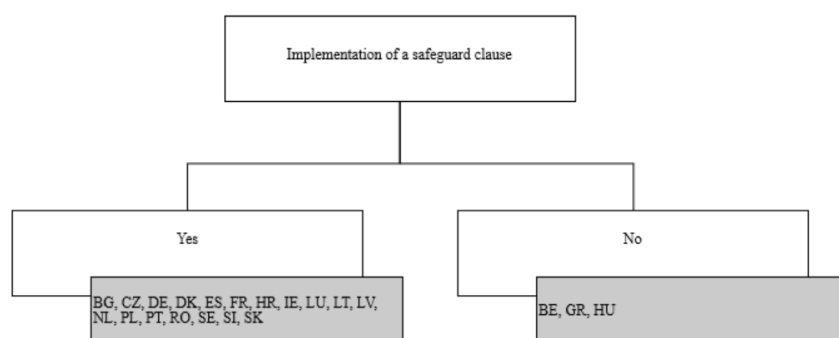 Implementation of a safeguard clause
Yes
No
BG, CZ, DE, DK, ES, FR, HR, IE, LU, LT, LV,
NL, PL, PT, RO, SE, SI, SK
BE, GR, HU